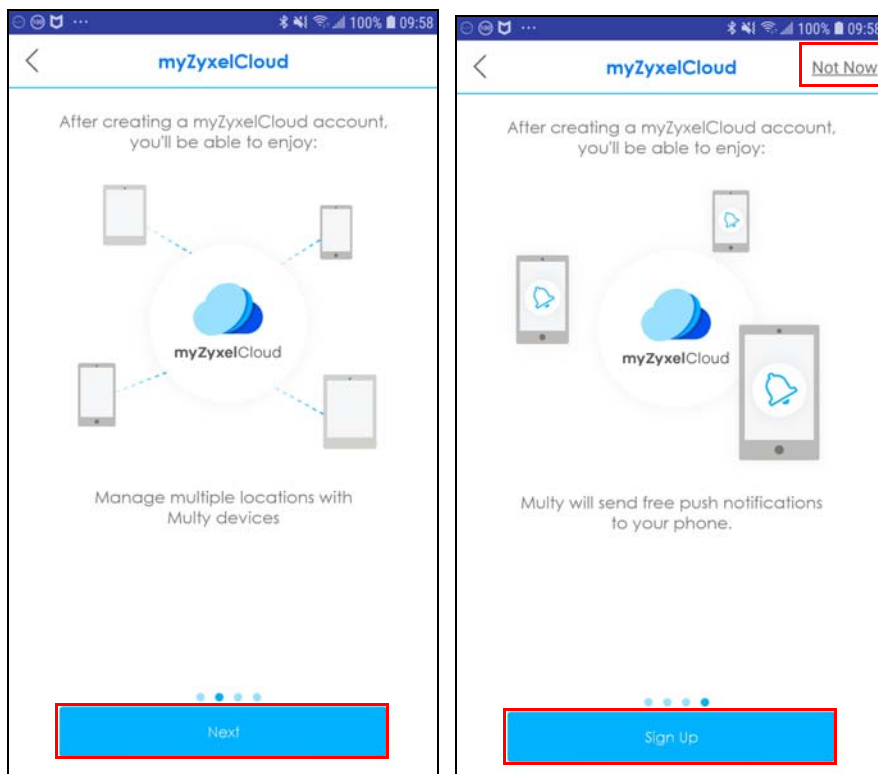 100% 09:58
myZyxelCloud
After creating a myZyxelCloud account,
you'll be able to enjoy:
myZyxelCloud
Manage multiple locations with
Multy devices
Next
100% 09:58
myZyxelCloud Not Now
After creating a myZyxelCloud account,
you'll be able to enjoy:
myZyxelCloud
Multy will send free push notifications
to your phone.
Sign Up